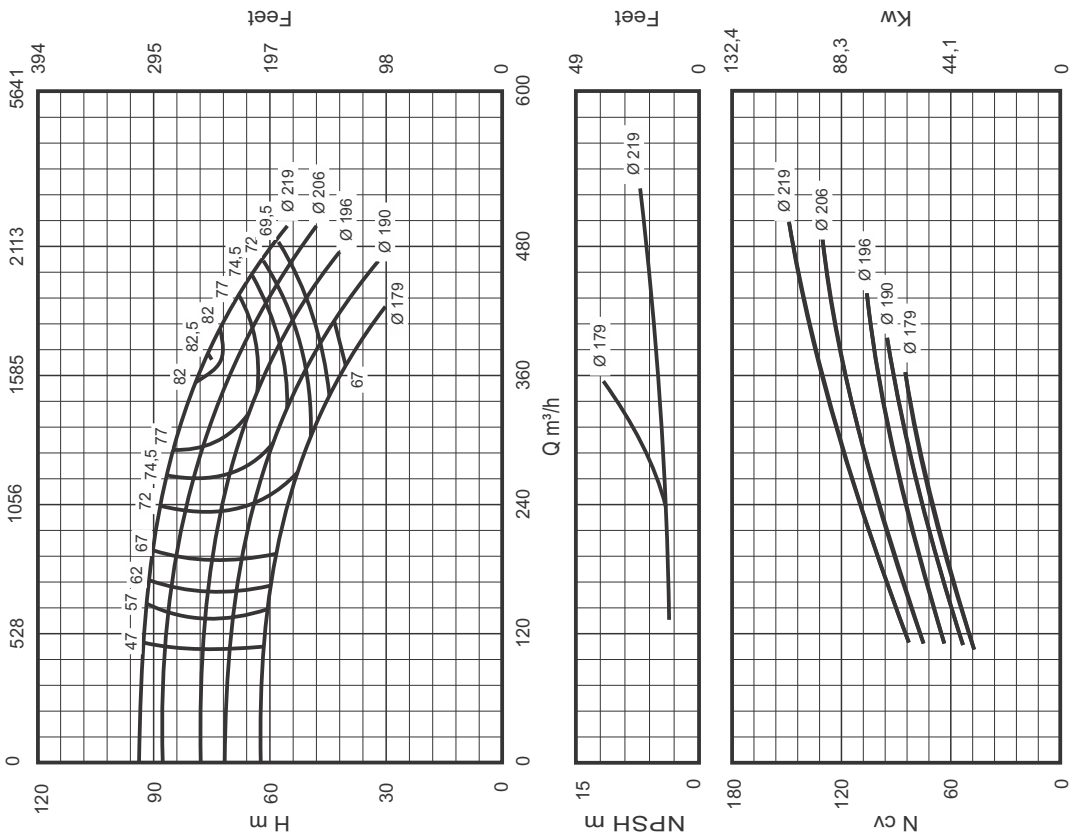 0 528 1056 1585 2113 5641
120 90 60 30 0
H m
394 295 197 98 0
Feet
47 57 62 67 72 74,5 77 82 82,5 82 77 74,5 72 69,5
67
Ø 219
Ø 206
Ø 196
Ø 190
Ø 179
0 120 240 360 480 600
Q m³/h
15 0
NPSH m
49 0
Feet
Ø 179
Ø 219
180 120 60 0
N cv
132,4 88,3 44,1 0
Kw
Ø 219
Ø 206
Ø 196
Ø 190
Ø 179